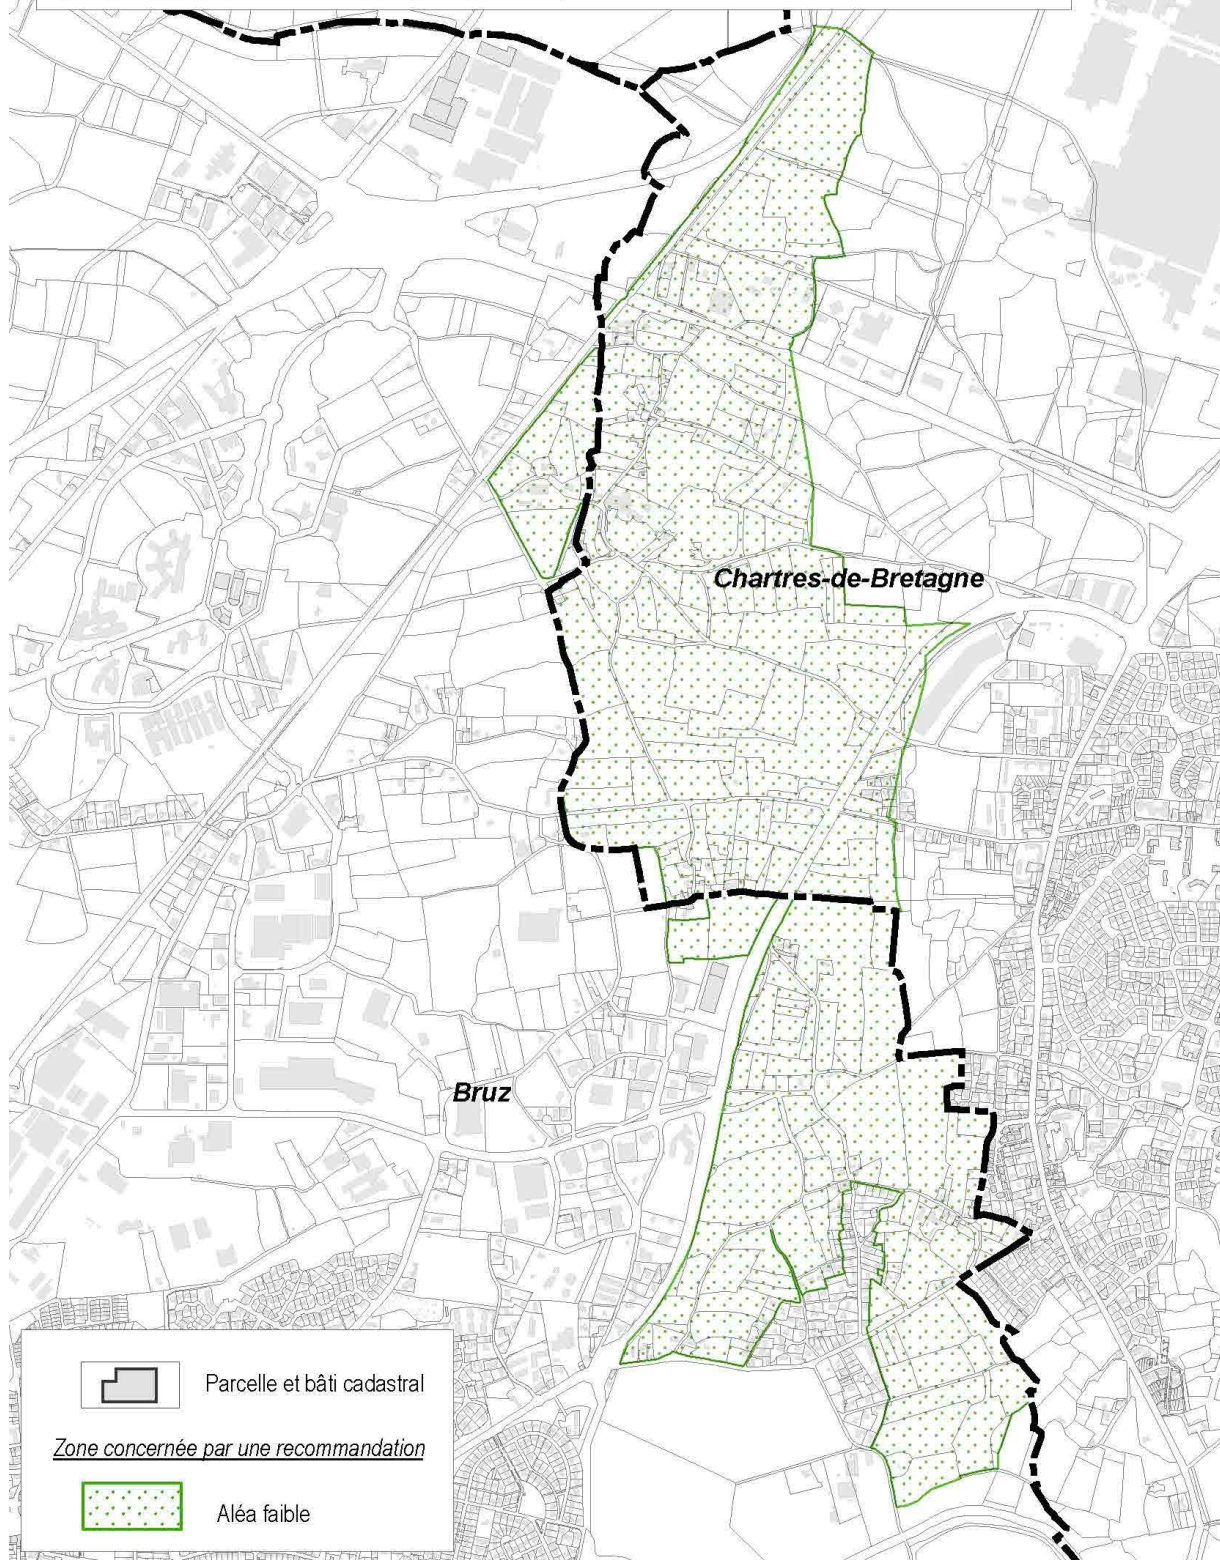 Chartres-de-Bretagne
Bruz
Parcelle et bâti cadastral
Zone concernée par une recommandation
Aléa faible